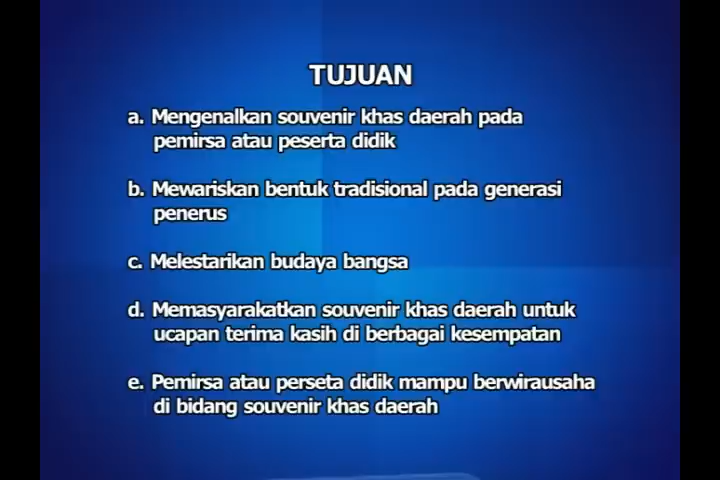 TUJUAN
a. Mengenalkan souvenir khas daerah pada
pemirsa atau peserta didik
b. Mewariskan bentuk tradisional pada generasi
penerus
c. Melestarikan budaya bangsa
d. Memasyarakatkan souvenir khas daerah untuk
ucapan terima kasih di berbagai kesempatan
e. Pemirsa atau perseta didik mampu berwirausaha
di bidang souvenir khas daerah